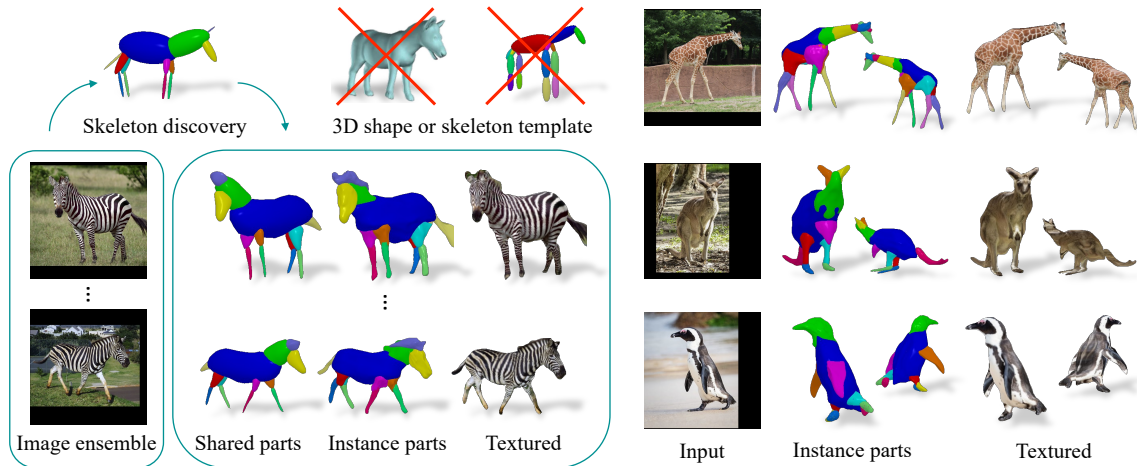 Skeleton discovery
3D shape or skeleton template
Image ensemble
Shared parts
Instance parts
Textured
Input
Instance parts
Textured